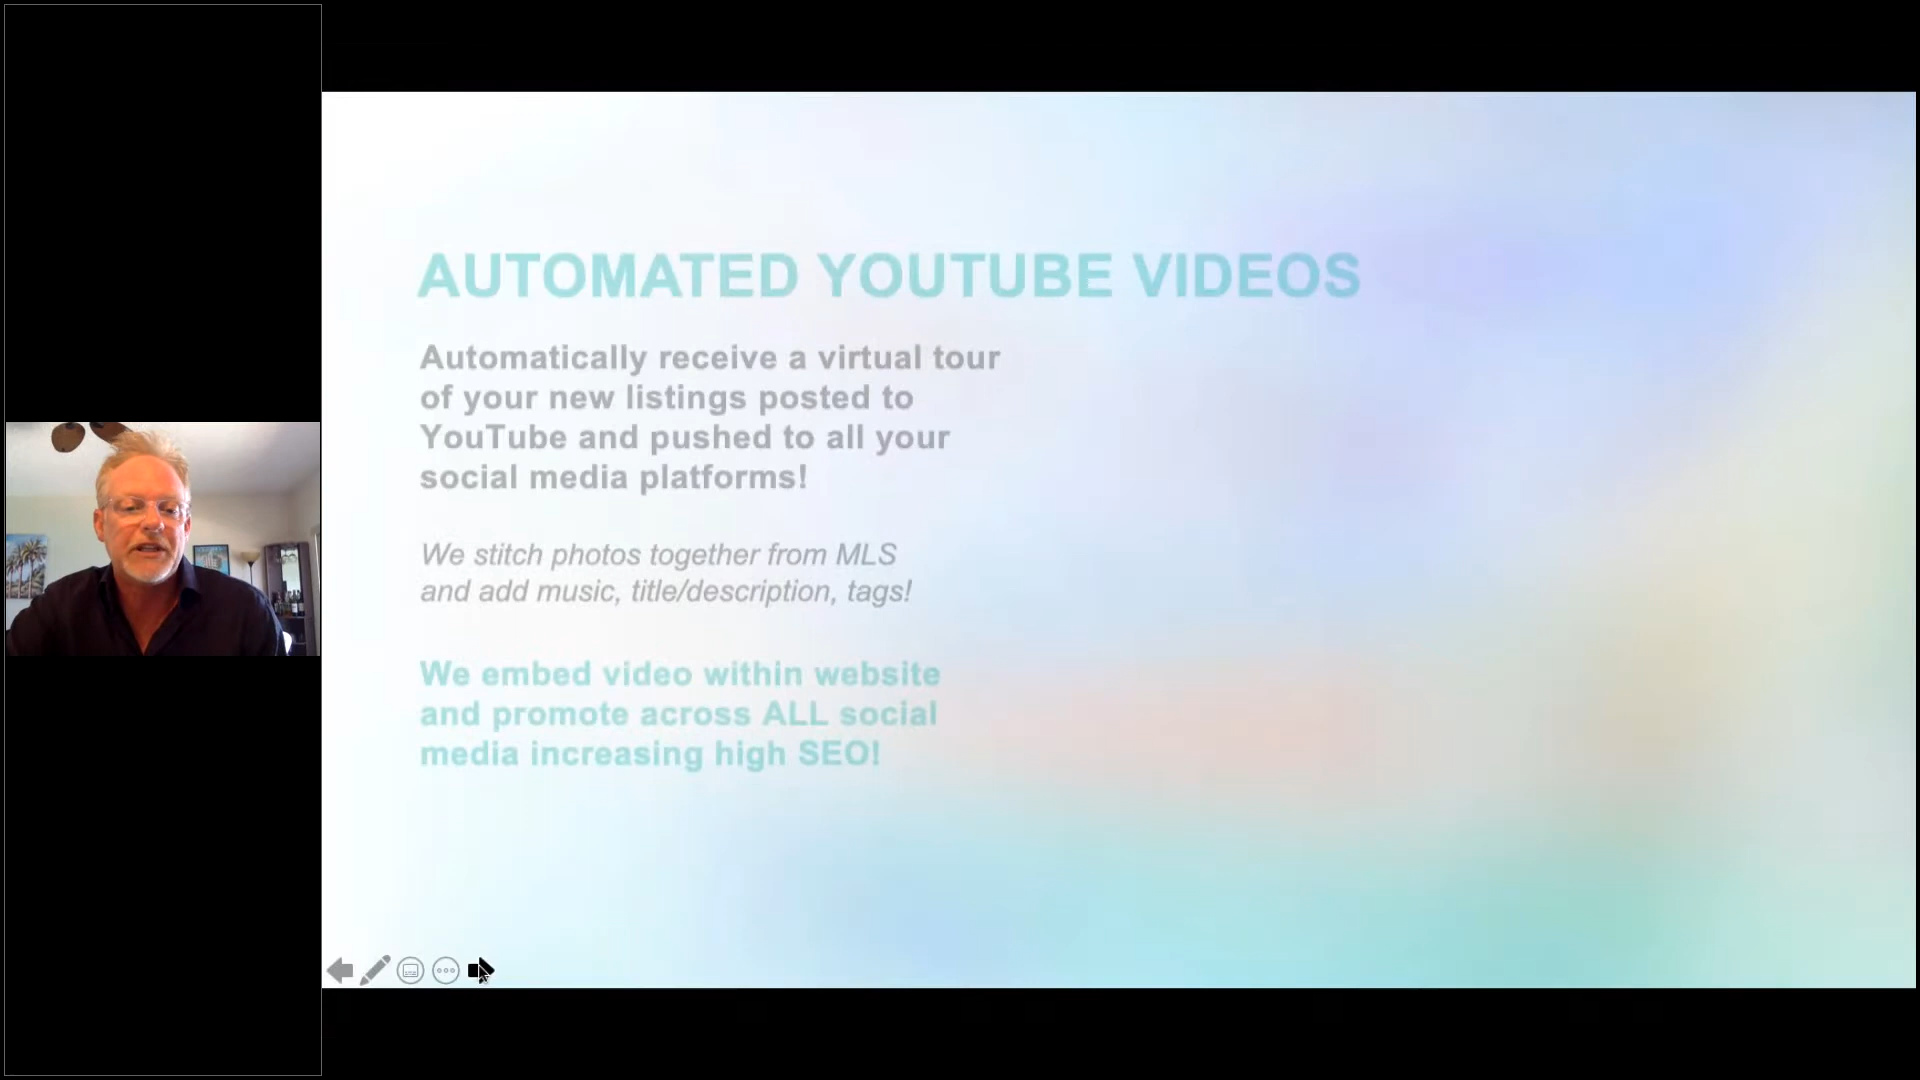 AUTOMATED YOUTUBE VIDEOS
Automatically receive a virtual tour
of your new listings posted to
YouTube and pushed to all your
social media platforms!
We stitch photos together from MLS
and add music, title/description, tags!
We embed video within website
and promote across ALL social
media increasing high SEO!